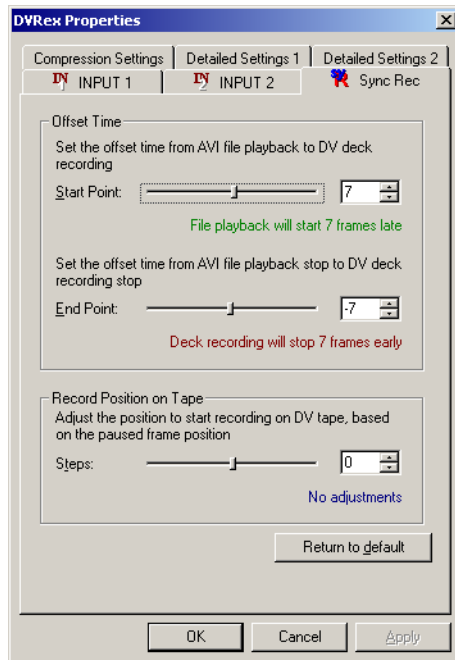 DVRex Properties
Compression Settings
Detailed Settings 1
Detailed Settings 2
IN 1 INPUT 1
IN 2 INPUT 2
R Sync Rec
Offset Time
Set the offset time from AVI file playback to DV deck
recording
Start Point:
7
File playback will start 7 frames late
Set the offset time from AVI file playback stop to DV deck
recording stop
End Point:
-7
Deck recording will stop 7 frames early
Record Position on Tape
Adjust the position to start recording on DV tape, based
on the paused frame position
Steps:
0
No adjustments
Return to default
OK
Cancel
Apply